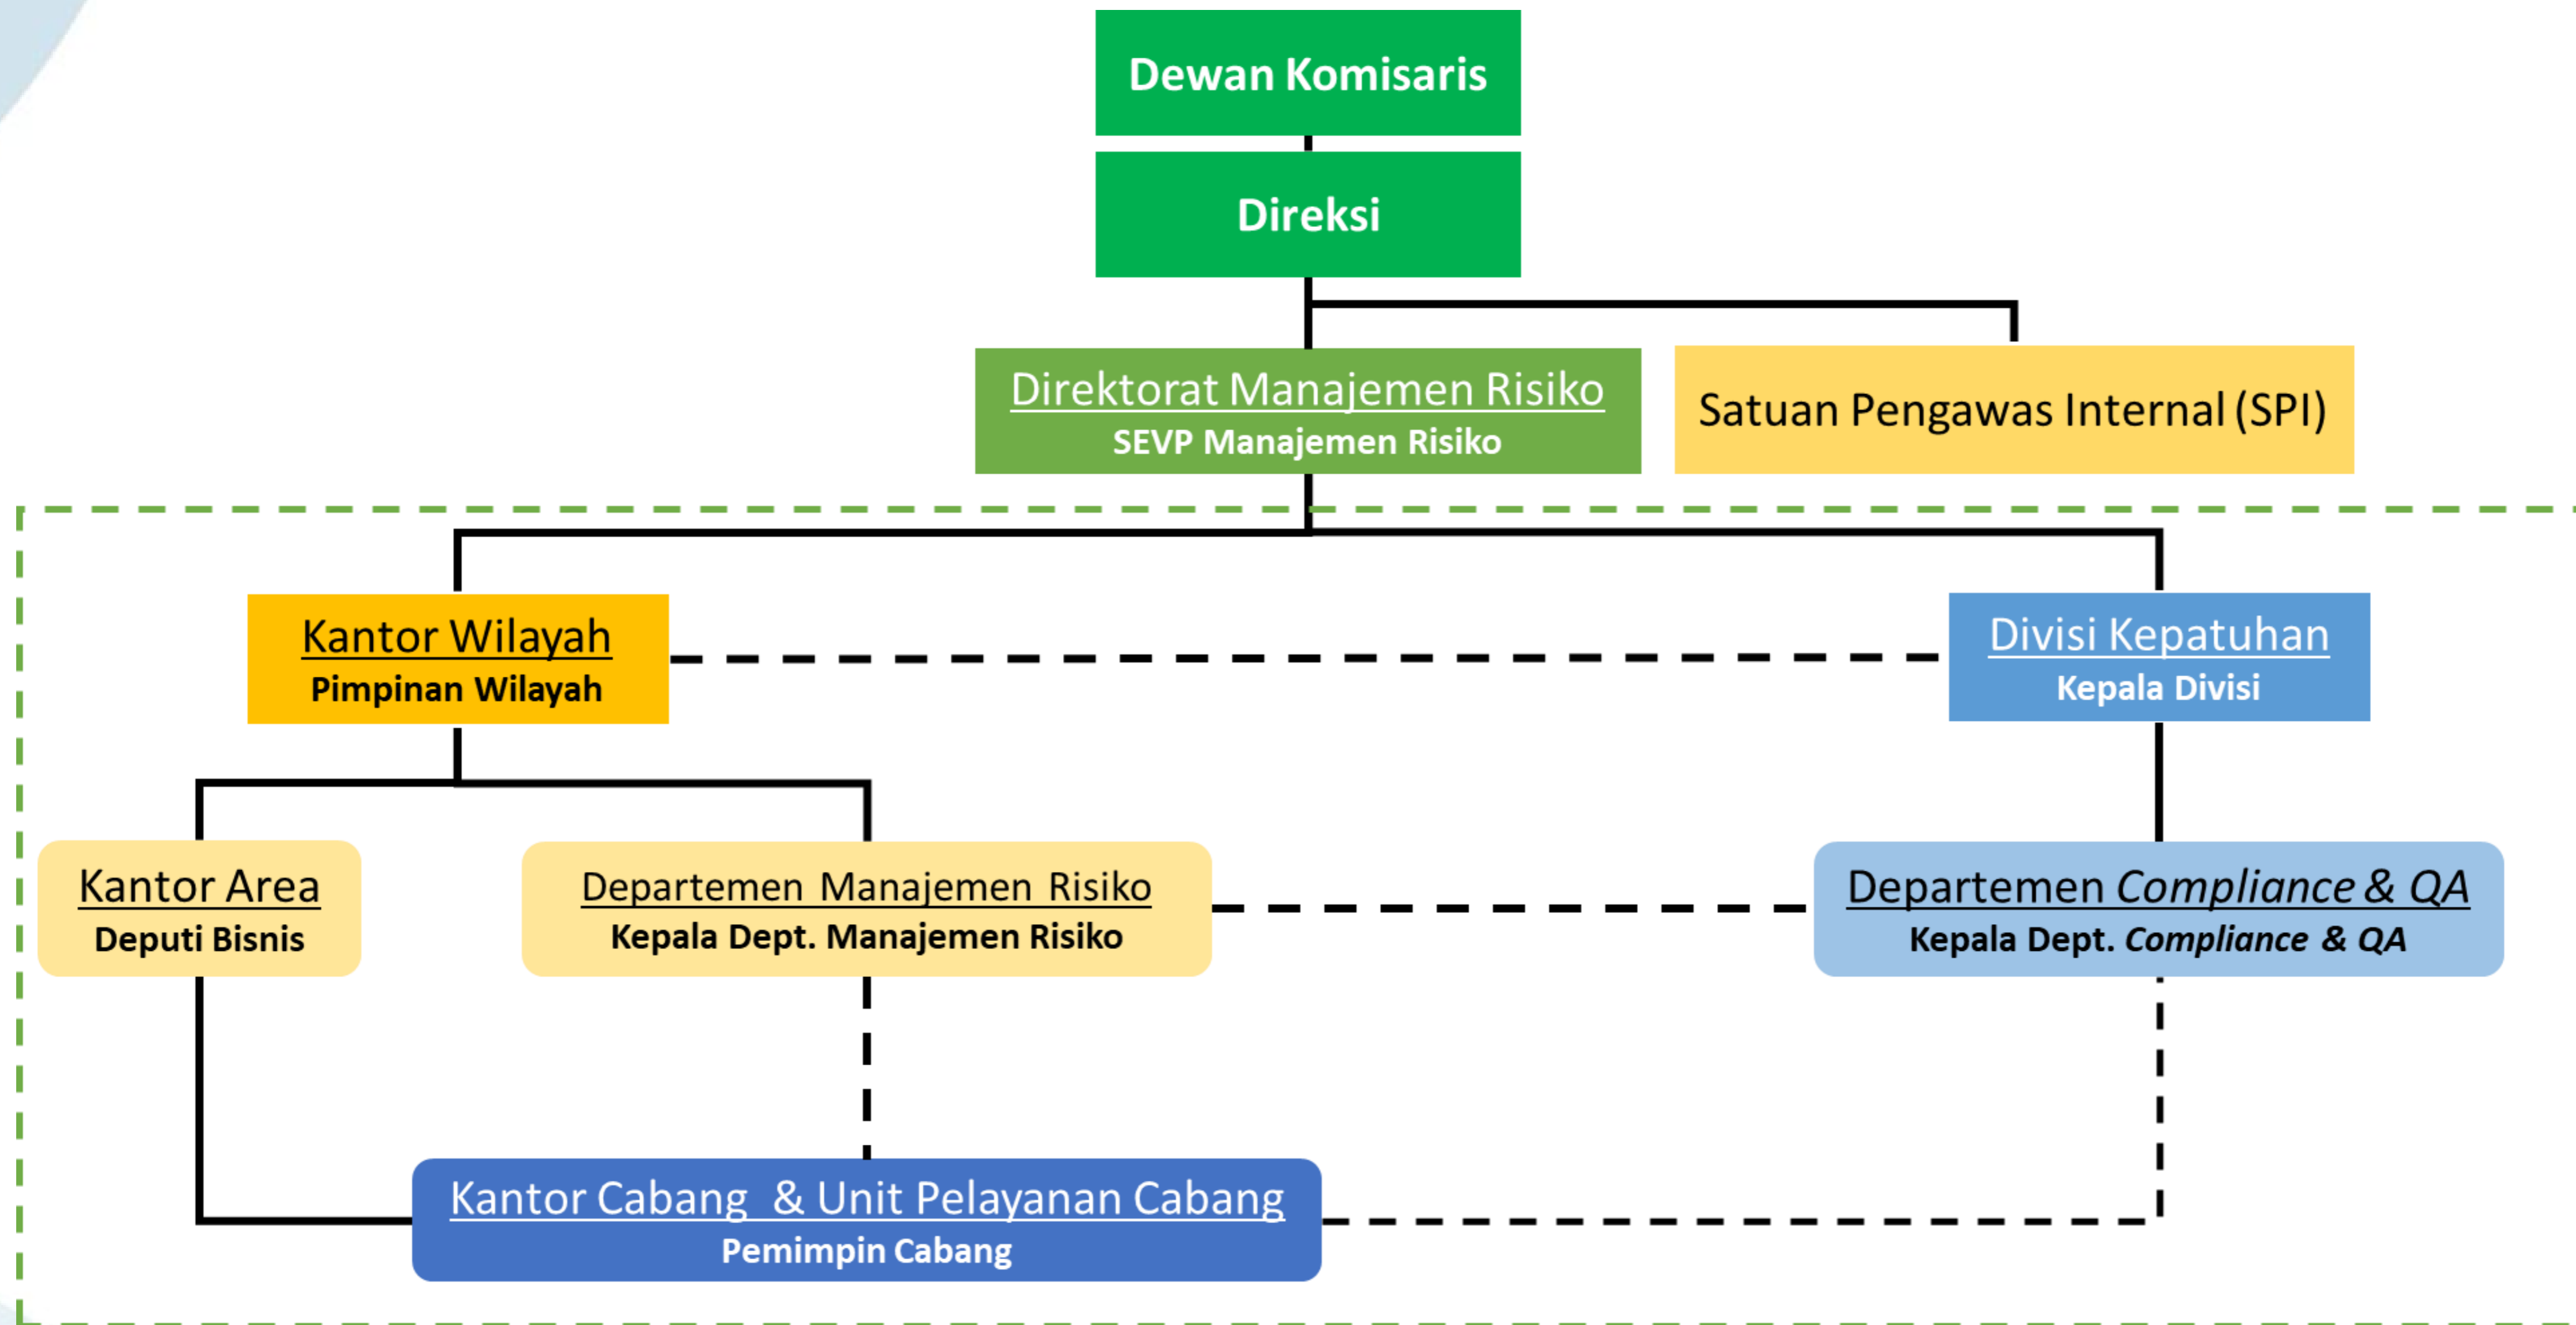 Dewan Komisaris
Direksi
Direktorat Manajemen Risiko
SEVP Manajemen Risiko
Satuan Pengawas Internal (SPI)
Kantor Wilayah
Pimpinan Wilayah
Divisi Kepatuhan
Kepala Divisi
Kantor Area
Deputi Bisnis
Departemen Manajemen Risiko
Kepala Dept. Manajemen Risiko
Departemen Compliance & QA
Kepala Dept. Compliance & QA
Kantor Cabang & Unit Pelayanan Cabang
Pemimpin Cabang